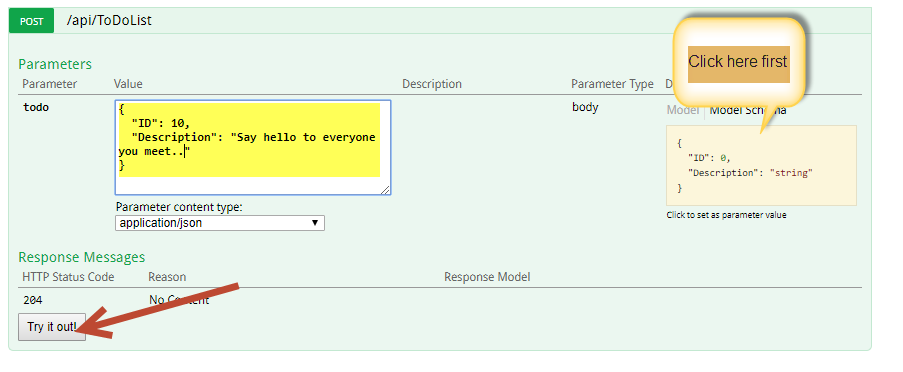 POST /api/ToDoList
Click here first
Parameters
Parameter Value Description Parameter Type D
Model Model Schema
todo
{
"ID": 10,
"Description": "Say hello to everyone
you meet.."
}
body
{
"ID": 0,
"Description": "string"
}
Click to set as parameter value
Parameter content type:
application/json
Response Messages
HTTP Status Code Reason Response Model
204 No Content
Try it out!